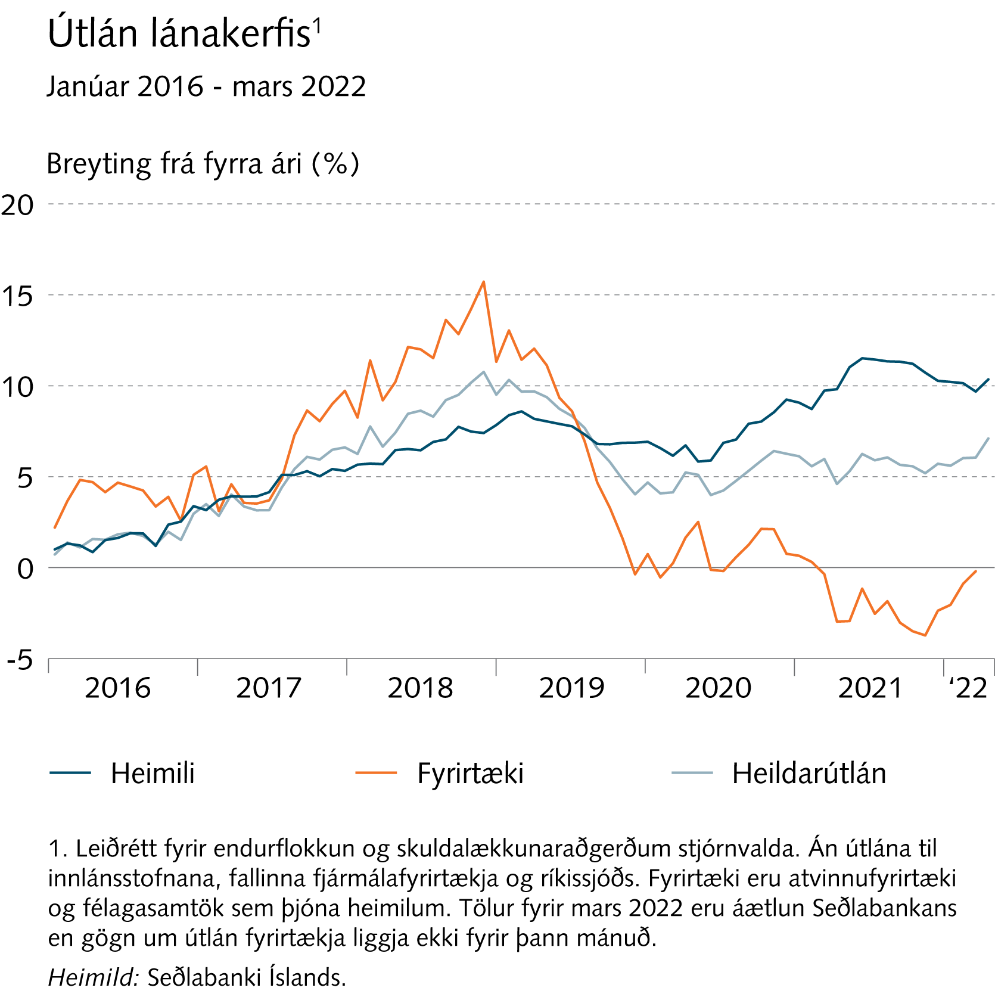 Útlán lánakerfis¹
Janúar 2016 - mars 2022
Breyting frá fyrra ári (%)
20
15
10
5
0
-5
2016 2017 2018 2019 2020 2021 ‘22
Heimili Fyrirtæki Heildarútlán
1. Leiðrétt fyrir endurflokkun og skuldalækkunaraðgerðum stjórnvalda. Án útlána til
innlánsstofnana, fallinna fjármálafyrirtækja og ríkissjóðs. Fyrirtæki eru atvinnufyrirtæki
og félagasamtök sem þjóna heimilum. Tölur fyrir mars 2022 eru áætlun Seðlabankans
en gögn um útlán fyrirtækja liggja ekki fyrir þann mánuð.
Heimild: Seðlabanki Íslands.